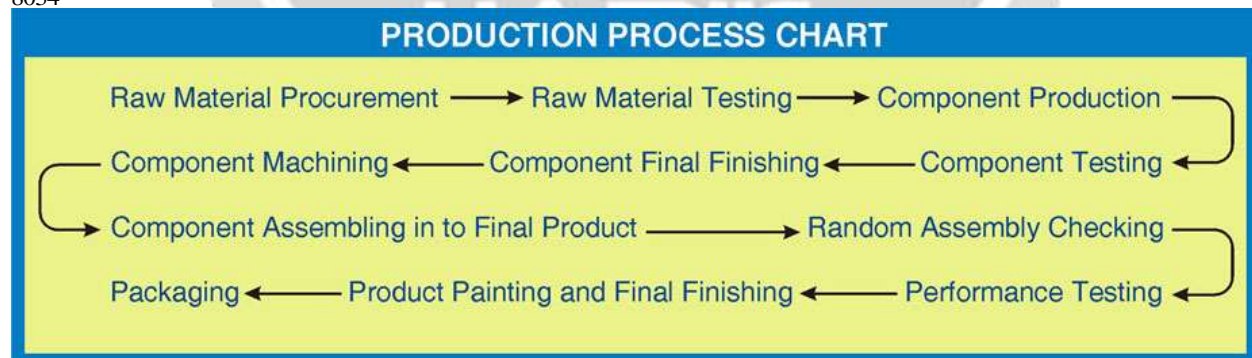 PRODUCTION PROCESS CHART
Raw Material Procurement Raw Material Testing Component Production
Component Machining Component Final Finishing Component Testing
Component Assembling in to Final Product Random Assembly Checking
Packaging Product Painting and Final Finishing Performance Testing